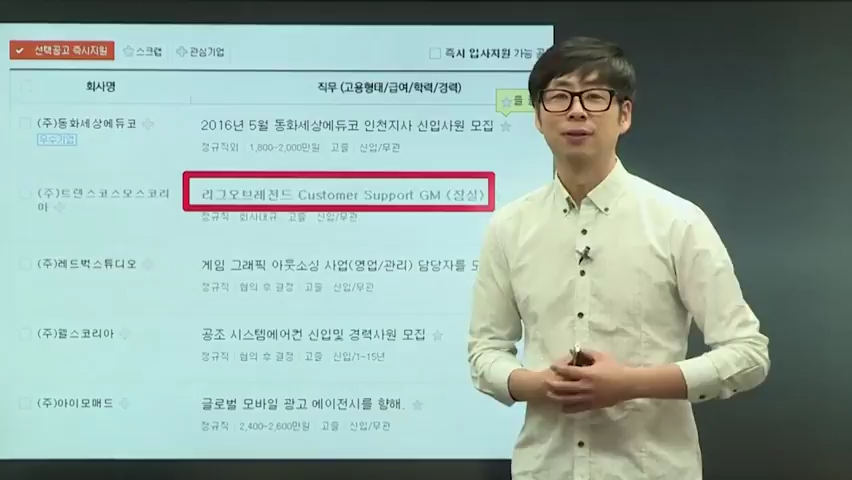 선택공고 즉시지원 스크랩 관심기업 즉시 입사지원 가능 공
회사명 직무 (고용형태/급여/학력/경력)
(주)동화세상에듀코 2016년 5월 동화세상에듀코 인천지사 신입사원 모집
우수기업 정규직외 1,800~2,000만원 고졸 신입/무관
(주)트랜스코스모스코리아 리그오브레전드 Customer Support GM (잠실)
정규직 회사내규 고졸 신입/무관
(주)레드벅스튜디오 게임 그래픽 아웃소싱 사업(영업/관리) 담당자를 모
정규직 협의 후 결정 고졸 신입/무관
(주)웰스코리아 공조 시스템에어컨 신입및 경력사원 모집
정규직 협의 후 결정 고졸 신입/1~15년
(주)아이모매드 글로벌 모바일 광고 에이전시를 향해.
정규직 2,400~2,600만원 고졸 신입/무관